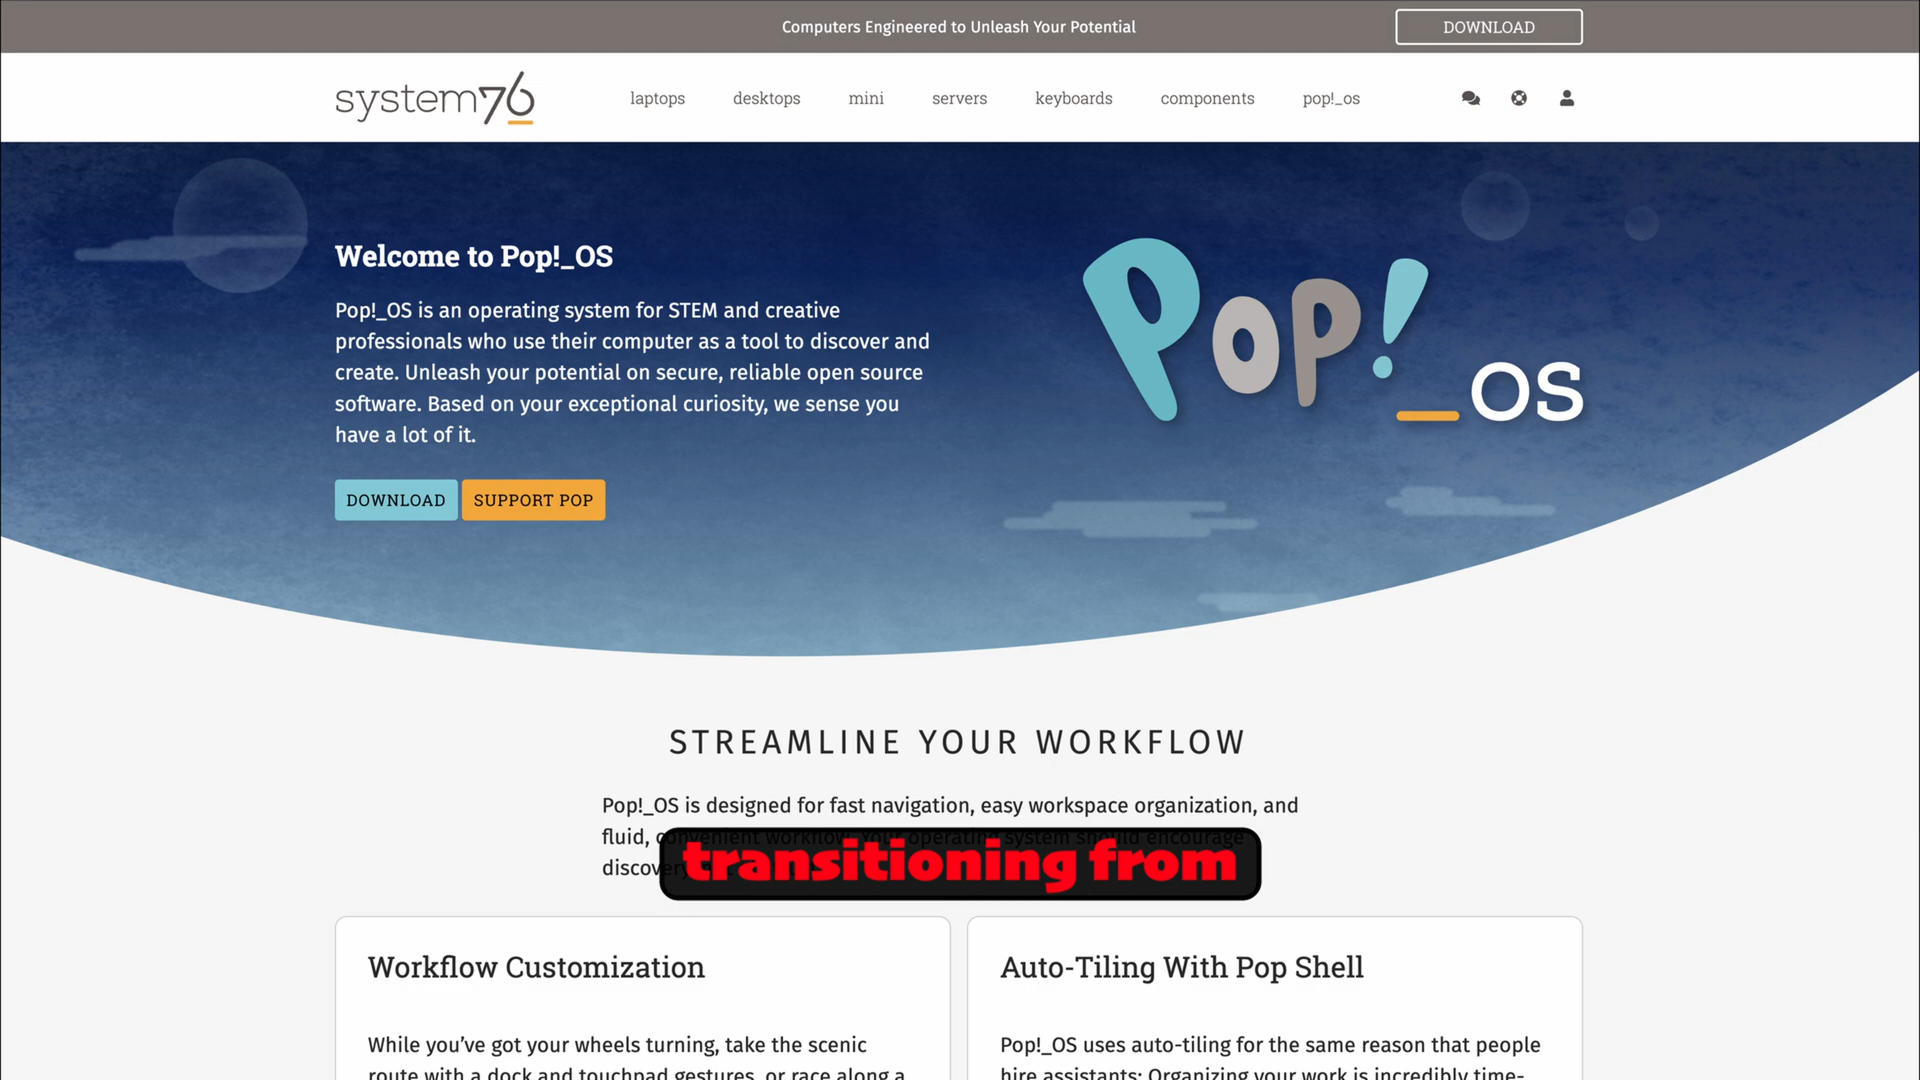 Computers Engineered to Unleash Your Potential
DOWNLOAD
system76
laptops
desktops
mini
servers
keyboards
components
pop!_os
Welcome to Pop!_OS
Pop!_OS is an operating system for STEM and creative
professionals who use their computer as a tool to discover and
create. Unleash your potential on secure, reliable open source
software. Based on your exceptional curiosity, we sense you
have a lot of it.
DOWNLOAD
SUPPORT POP
Pop!_OS
STREAMLINE YOUR WORKFLOW
Pop!_OS is designed for fast navigation, easy workspace organization, and
fluid, convenient workflow. Your operating system should encourage
transitioning from
Workflow Customization
While you’ve got your wheels turning, take the scenic
route with a dock and touchpad gestures, or race along a
Auto-Tiling With Pop Shell
Pop!_OS uses auto-tiling for the same reason that people
hire assistants: Organizing your work is incredibly time-